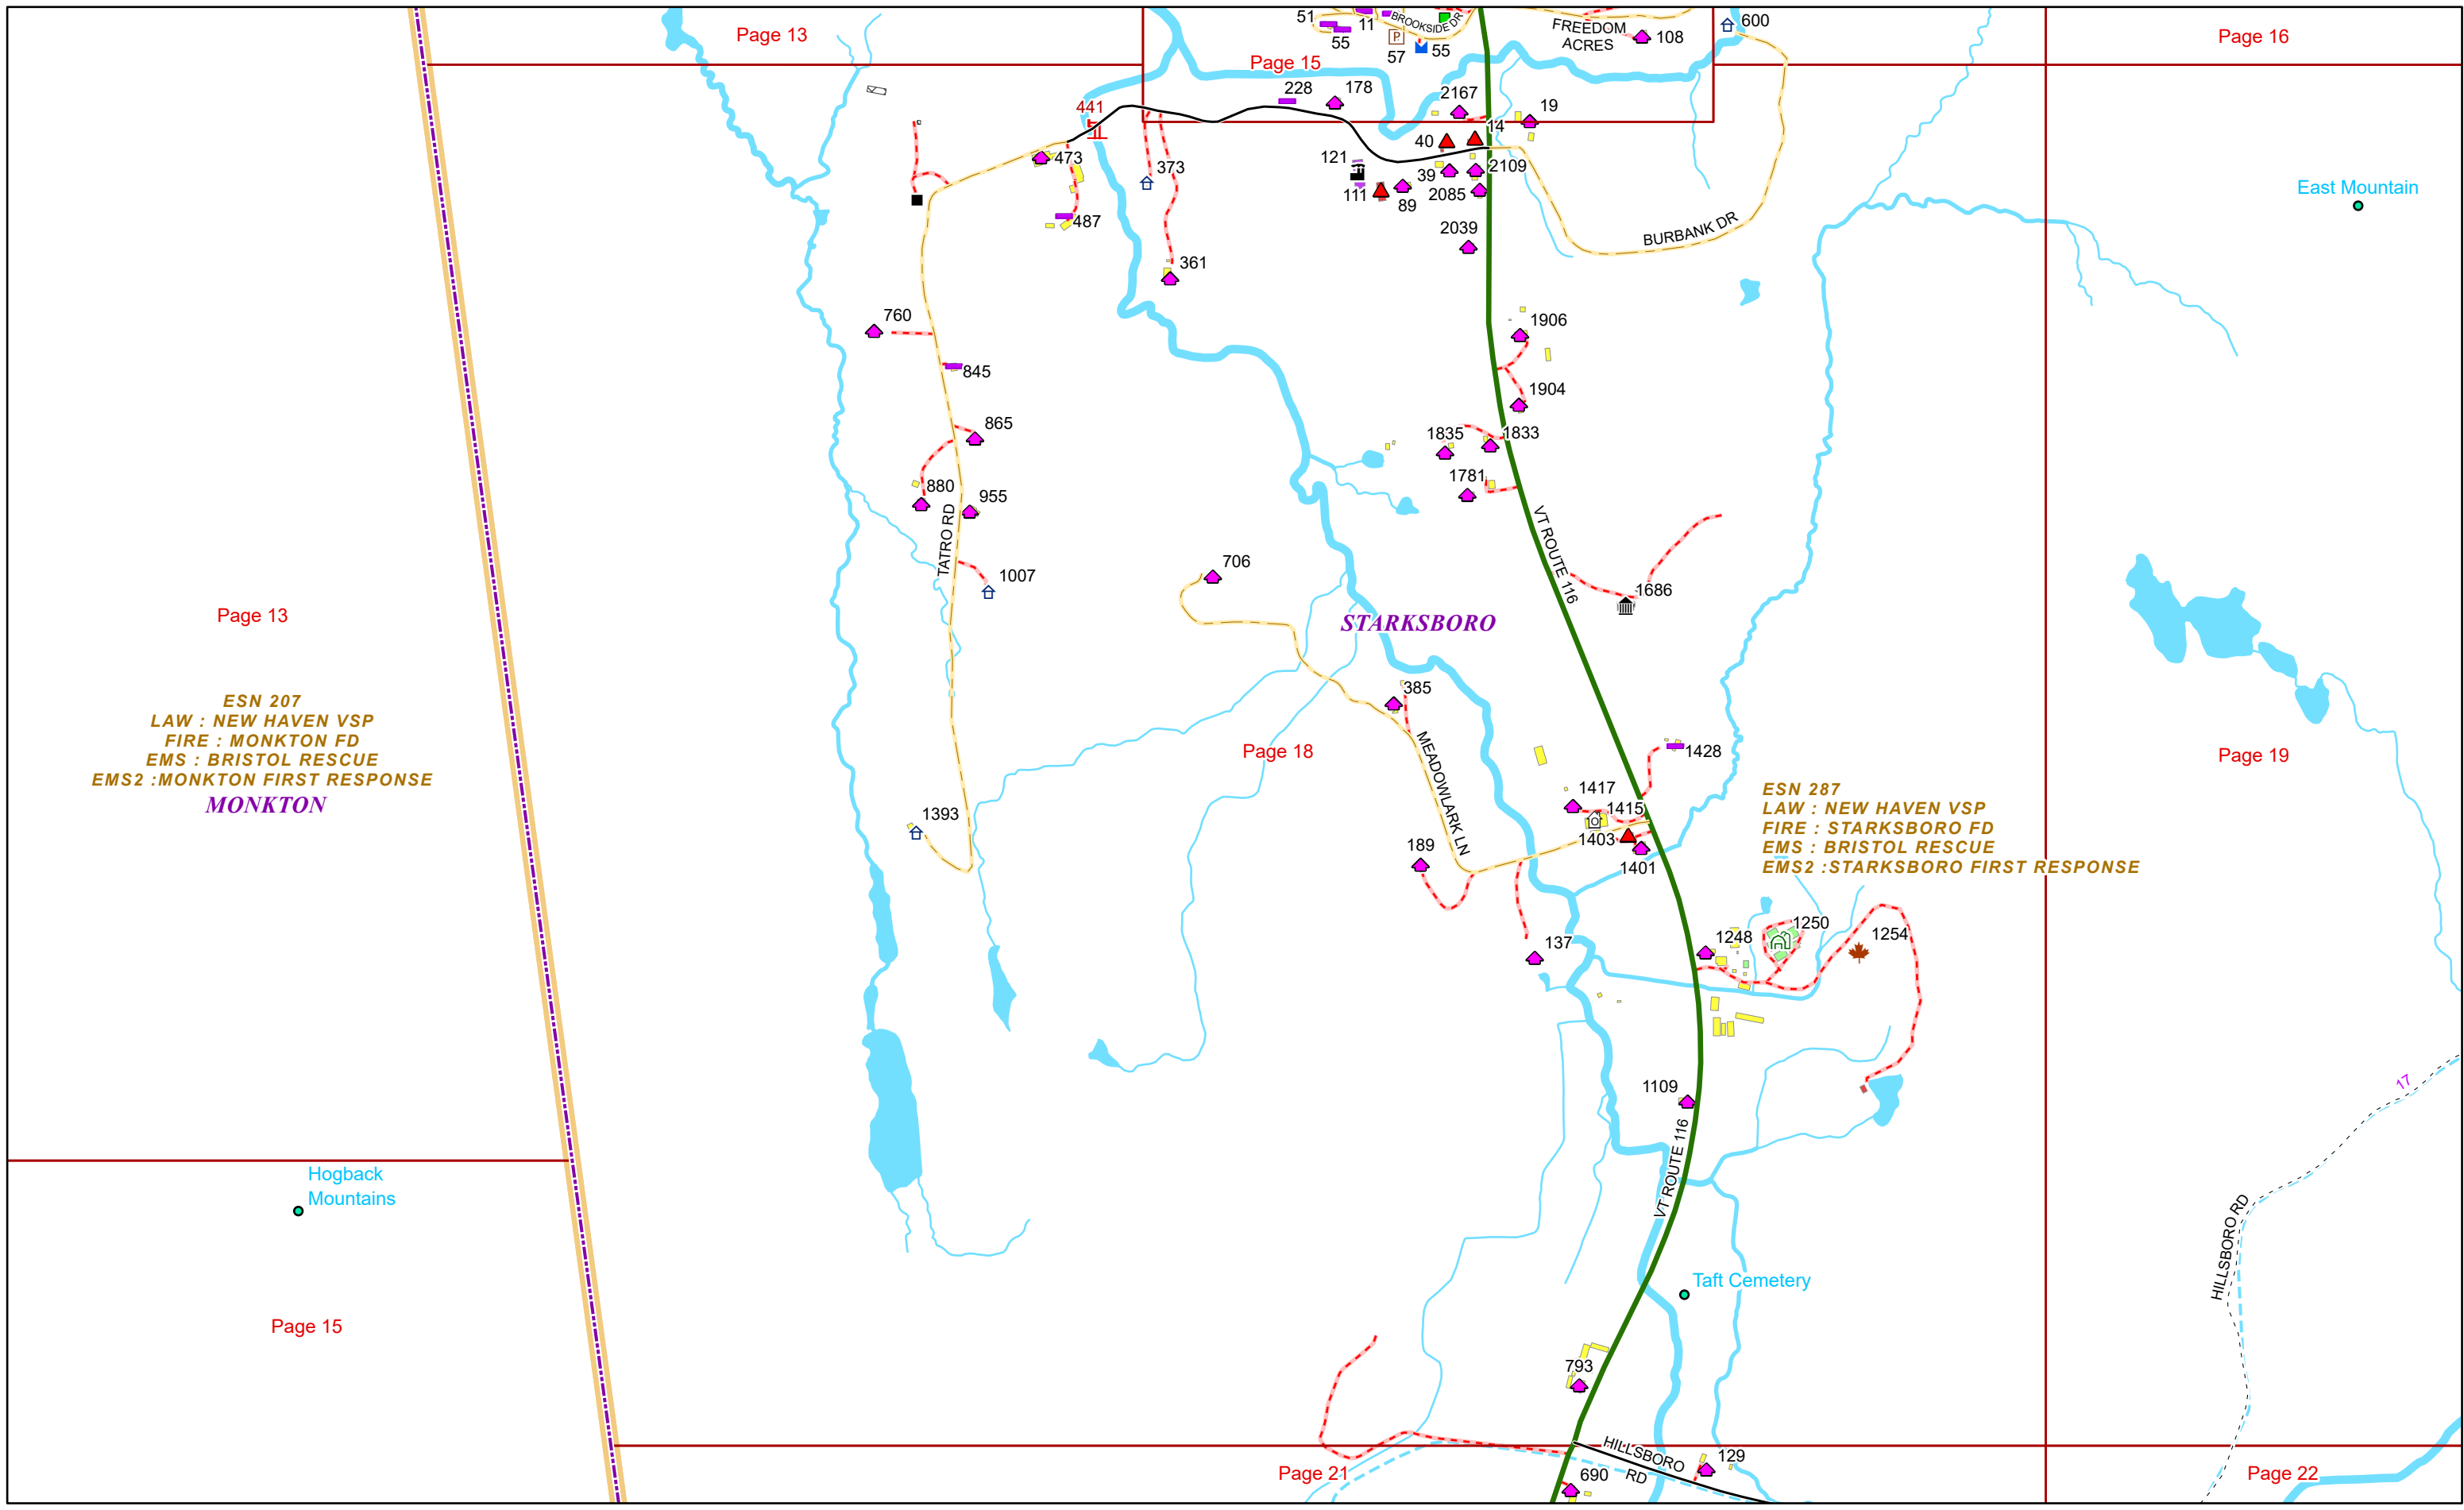 Page 13
51
11
55
BROOKSIDE DR
P
57
55
FREEDOM
ACRES
108
600
Page 16
Page 15
228
178
2167
19
441
14
40
473
373
121
39
2109
111
89
2085
487
2039
BURBANK DR
East Mountain
361
760
845
1906
1904
865
1835
1833
880
955
1781
TATRO RD
VT ROUTE 116
1007
706
1686
Page 13
STARKSBORO
ESN 207
LAW : NEW HAVEN VSP
FIRE : MONKTON FD
EMS : BRISTOL RESCUE
EMS2 :MONKTON FIRST RESPONSE
MONKTON
385
Page 18
MEADOWLARK LN
1428
Page 19
1417
1415
1393
1403
189
1401
ESN 287
LAW : NEW HAVEN VSP
FIRE : STARKSBORO FD
EMS : BRISTOL RESCUE
EMS2 :STARKSBORO FIRST RESPONSE
137
1248
1250
1254
1109
17
VT ROUTE 116
Hogback
Mountains
HILLSBORO RD
Taft Cemetery
Page 15
793
HILLSBORO
RD
129
Page 21
690
Page 22